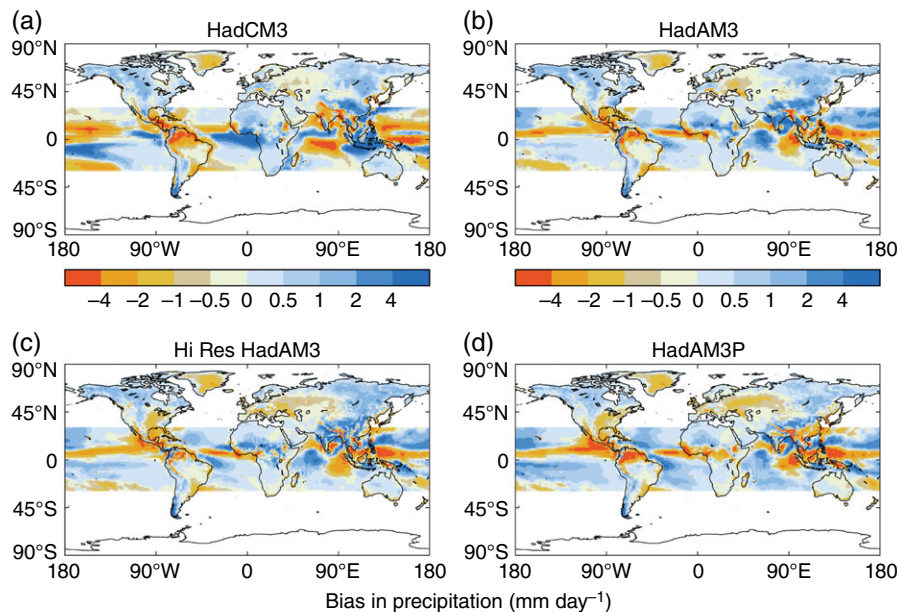 (a) HadCM3
90°N
45°N
0
45°S
90°S
180 90°W 0 90°E 180
−4 −2 −1 −0.5 0 0.5 1 2 4
(b) HadAM3
90°N
45°N
0
45°S
90°S
180 90°W 0 90°E 180
−4 −2 −1 −0.5 0 0.5 1 2 4
(c) Hi Res HadAM3
90°N
45°N
0
45°S
90°S
180 90°W 0 90°E 180
(d) HadAM3P
90°N
45°N
0
45°S
90°S
180 90°W 0 90°E 180
Bias in precipitation (mm day⁻¹)